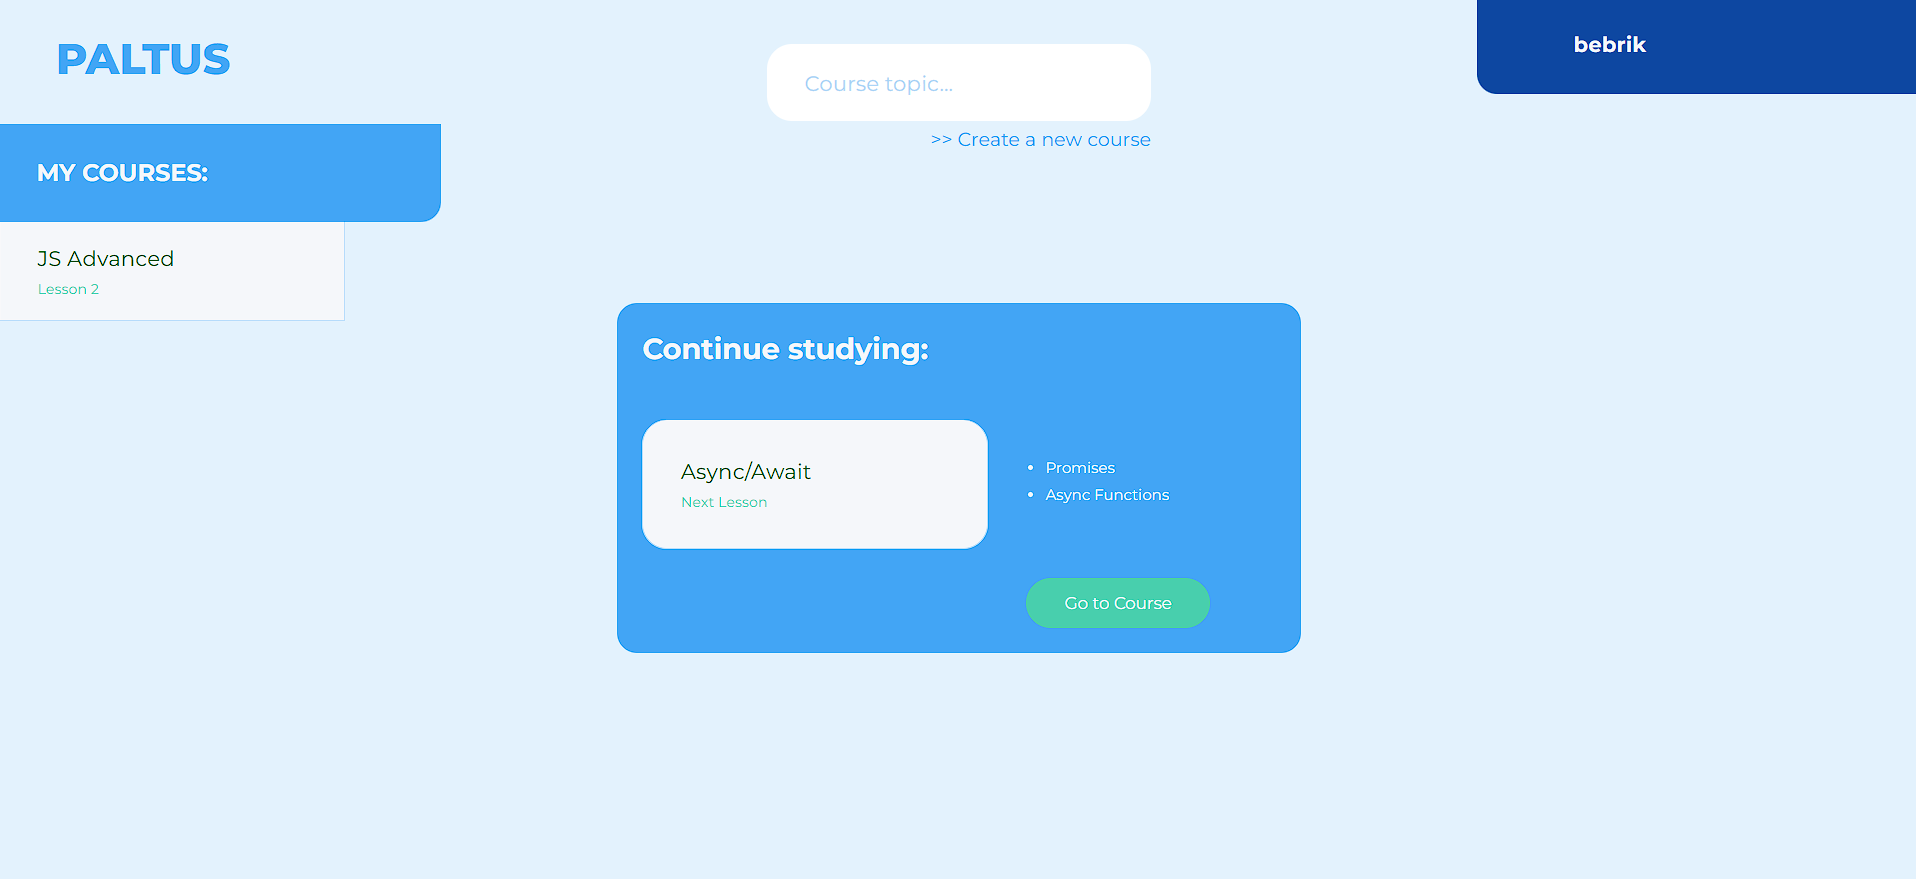 PALTUS
Course topic...
>> Create a new course
bebrik
MY COURSES:
JS Advanced
Lesson 2
Continue studying:
Async/Await
Next Lesson
• Promises
• Async Functions
Go to Course